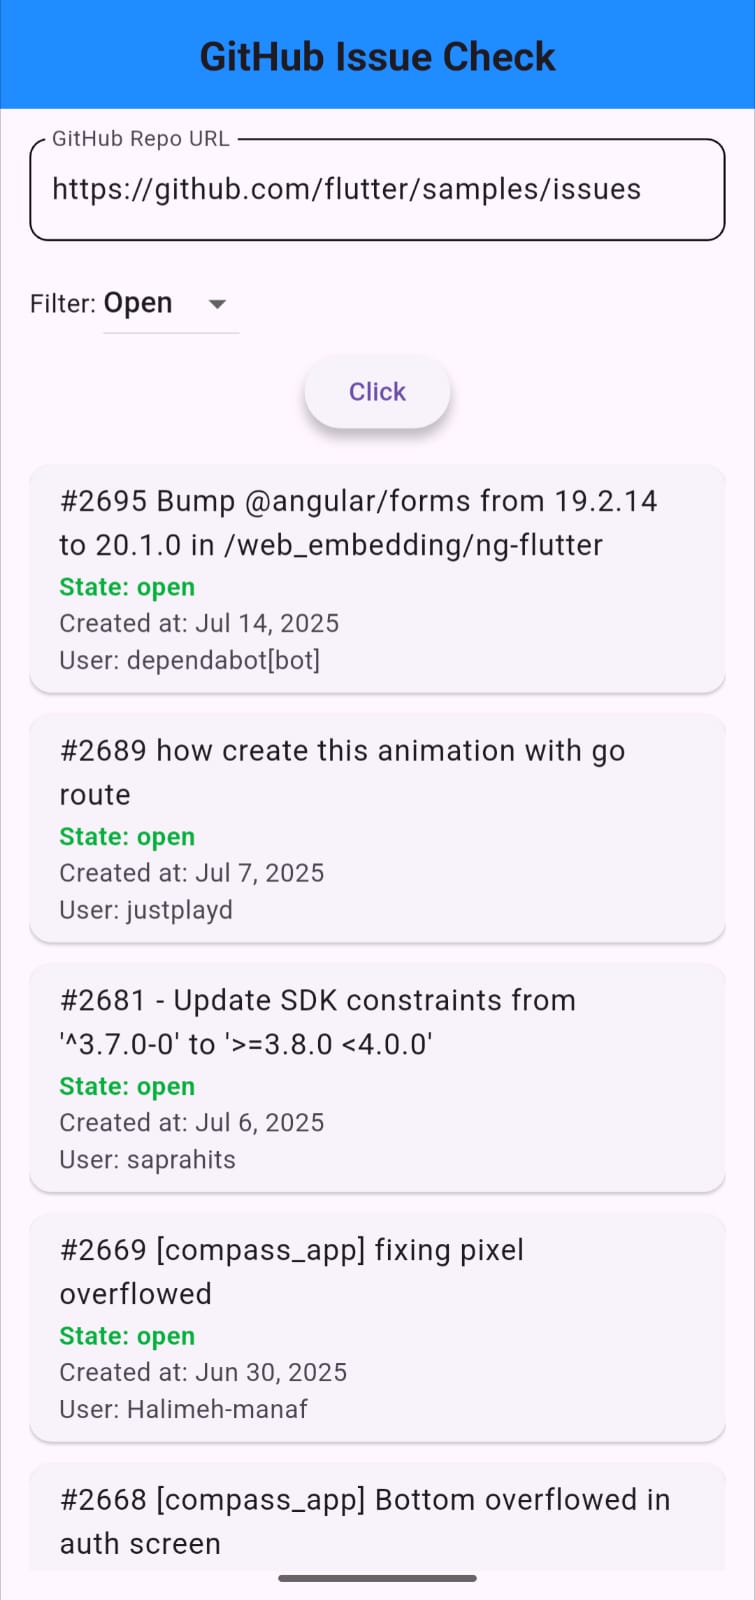 GitHub Issue Check
GitHub Repo URL
https://github.com/flutter/samples/issues
Filter: Open
Click
#2695 Bump @angular/forms from 19.2.14
to 20.1.0 in /web_embedding/ng-flutter
State: open
Created at: Jul 14, 2025
User: dependabot[bot]
#2689 how create this animation with go
route
State: open
Created at: Jul 7, 2025
User: justplayd
#2681 - Update SDK constraints from
'^3.7.0-0' to '>=3.8.0 <4.0.0'
State: open
Created at: Jul 6, 2025
User: saprahits
#2669 [compass_app] fixing pixel
overflowed
State: open
Created at: Jun 30, 2025
User: Halimeh-manaf
#2668 [compass_app] Bottom overflowed in
auth screen